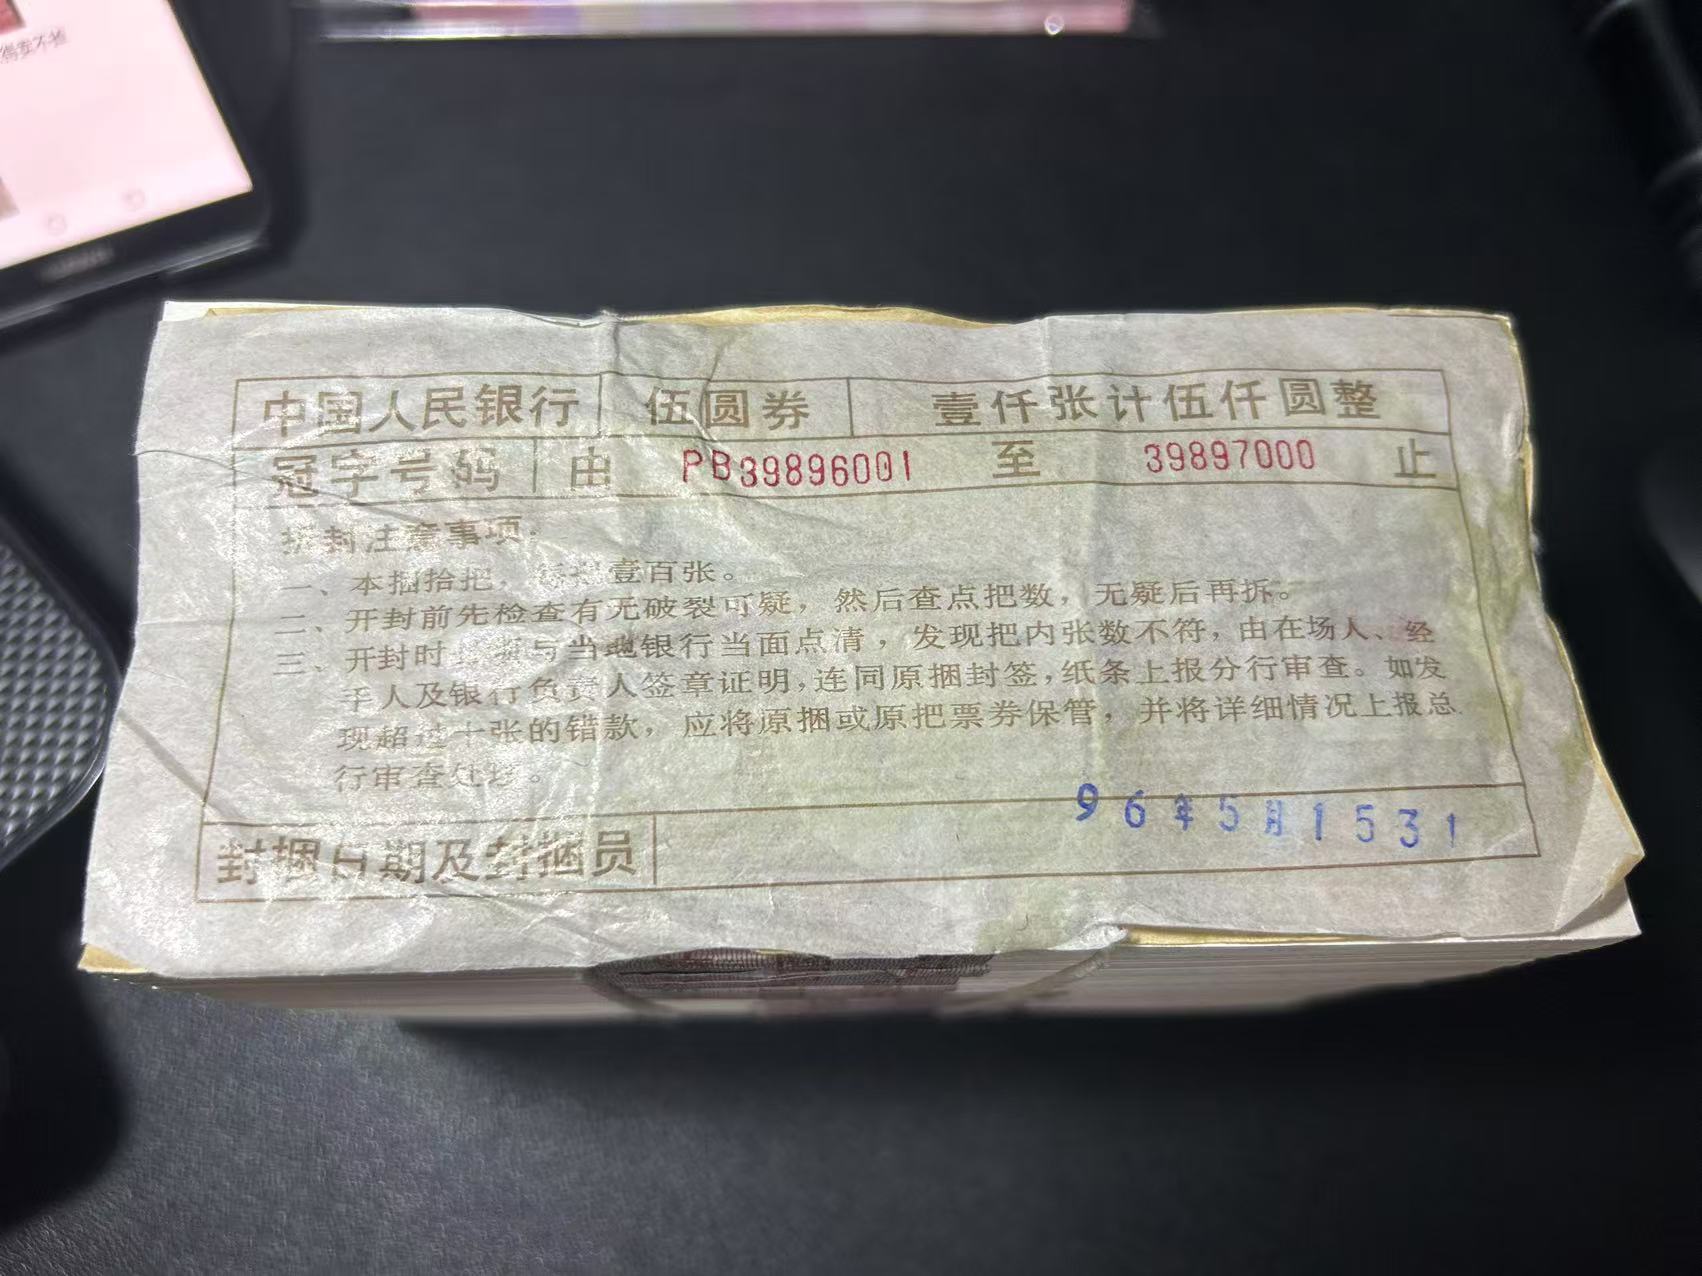 中国人民银行 伍圆券 壹仟张计伍仟圆整
冠字号码 由 PB39896001 至 39897000 止
拆封注意事项:
一、本捆拾把,每把壹百张。
二、开封前先检查有无破裂可疑,然后查点把数,无疑后再拆。
三、开封时 与当地银行当面点清,发现把内张数不符,由在场人、经
手人及银行负责人签章证明,连同原捆封签,纸条上报分行审查。如发
现超过十张的错款,应将原捆或原把票券保管,并将详细情况上报总
行审查处理。
96年5月1531
封捆日期及封捆员